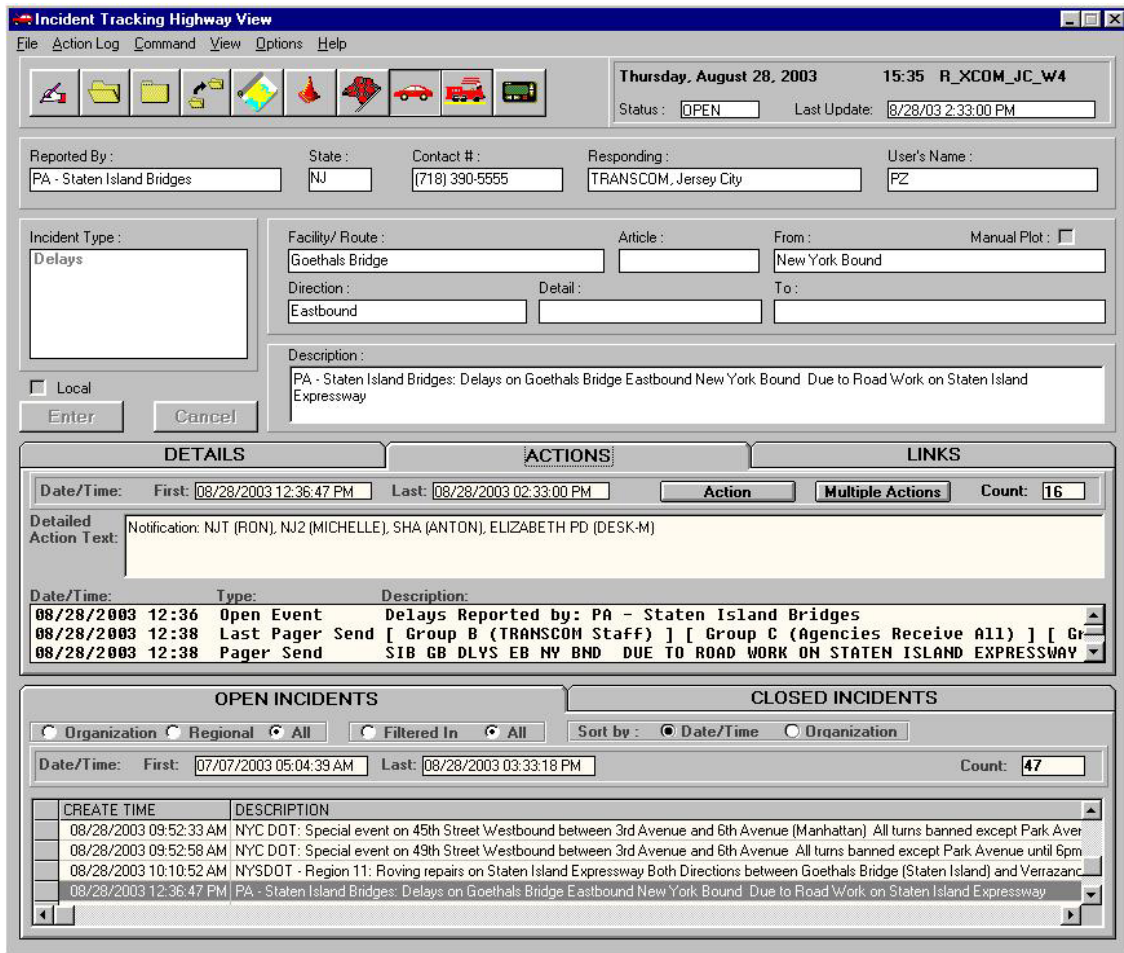 Incident Tracking Highway View
File Action Log Command View Options Help
Thursday, August 28, 2003 15:35 R_XCOM_JC_W4
Status : OPEN Last Update: 8/28/03 2:33:00 PM
Reported By : State : Contact # : Responding : User's Name :
PA - Staten Island Bridges NJ (718) 390-5555 TRANSCOM, Jersey City PZ
Incident Type : Facility/ Route : Article : From : Manual Plot :
Delays Goethals Bridge New York Bound
Direction : Detail : To :
Eastbound
Description :
PA - Staten Island Bridges: Delays on Goethals Bridge Eastbound New York Bound Due to Road Work on Staten Island
Expressway
Local
Enter Cancel
DETAILS ACTIONS LINKS
Date/Time: First: 08/28/2003 12:36:47 PM Last: 08/28/2003 02:33:00 PM Action Multiple Actions Count: 16
Detailed
Action Text: Notification: NJT (RON), NJ2 (MICHELLE), SHA (ANTON), ELIZABETH PD (DESK-M)
Date/Time: Type: Description:
08/28/2003 12:36 Open Event Delays Reported by: PA - Staten Island Bridges
08/28/2003 12:38 Last Pager Send [ Group B (TRANSCOM Staff) ] [ Group C (Agencies Receive All) ] [ Gr
08/28/2003 12:38 Pager Send SIB GB DLYS EB NY BND DUE TO ROAD WORK ON STATEN ISLAND EXPRESSWAY
OPEN INCIDENTS CLOSED INCIDENTS
Organization Regional All Filtered In All Sort by : Date/Time Organization
Date/Time: First: 07/07/2003 05:04:39 AM Last: 08/28/2003 03:33:18 PM Count: 47
CREATE TIME DESCRIPTION
08/28/2003 09:52:33 AM NYC DOT: Special event on 45th Street Westbound between 3rd Avenue and 6th Avenue (Manhattan) All turns banned except Park Aver
08/28/2003 09:52:58 AM NYC DOT: Special event on 49th Street Westbound between 3rd Avenue and 6th Avenue All turns banned except Park Avenue until 6pm
08/28/2003 10:10:52 AM NYSDOT - Region 11: Roving repairs on Staten Island Expressway Both Directions between Goethals Bridge (Staten Island) and Verrazanc
08/28/2003 12:36:47 PM PA - Staten Island Bridges: Delays on Goethals Bridge Eastbound New York Bound Due to Road Work on Staten Island Expressway